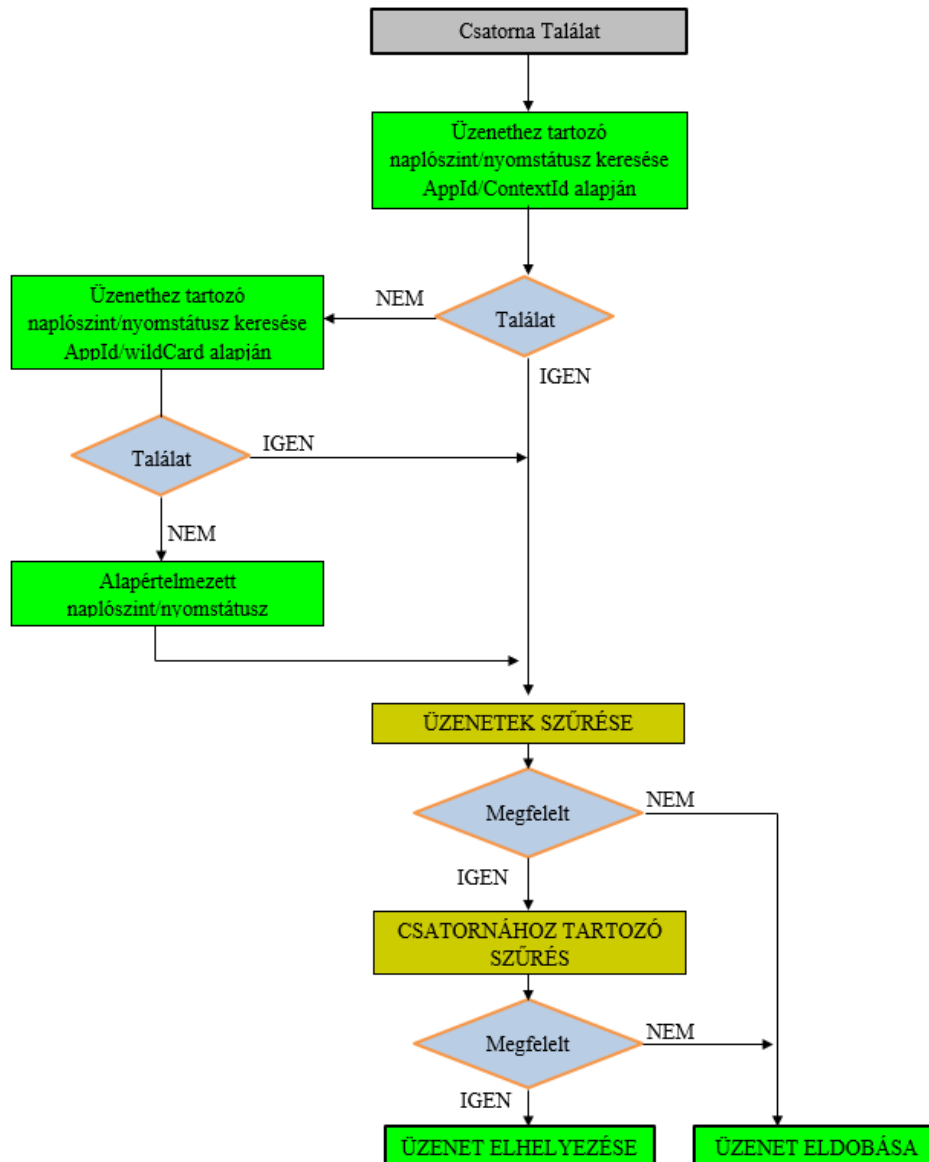 Csatorna Találat
Üzenethez tartozó
naplószint/nyomstátusz keresése
AppId/ContextId alapján
Találat
NEM
IGEN
Üzenethez tartozó
naplószint/nyomstátusz keresése
AppId/wildCard alapján
Találat
IGEN
NEM
Alapértelmezett
naplószint/nyomstátusz
ÜZENETEK SZŰRÉSE
Megfelelt
NEM
IGEN
CSATORNÁHOZ TARTOZÓ
SZŰRÉS
Megfelelt
NEM
IGEN
ÜZENET ELHELYEZÉSE
ÜZENET ELDOBÁSA